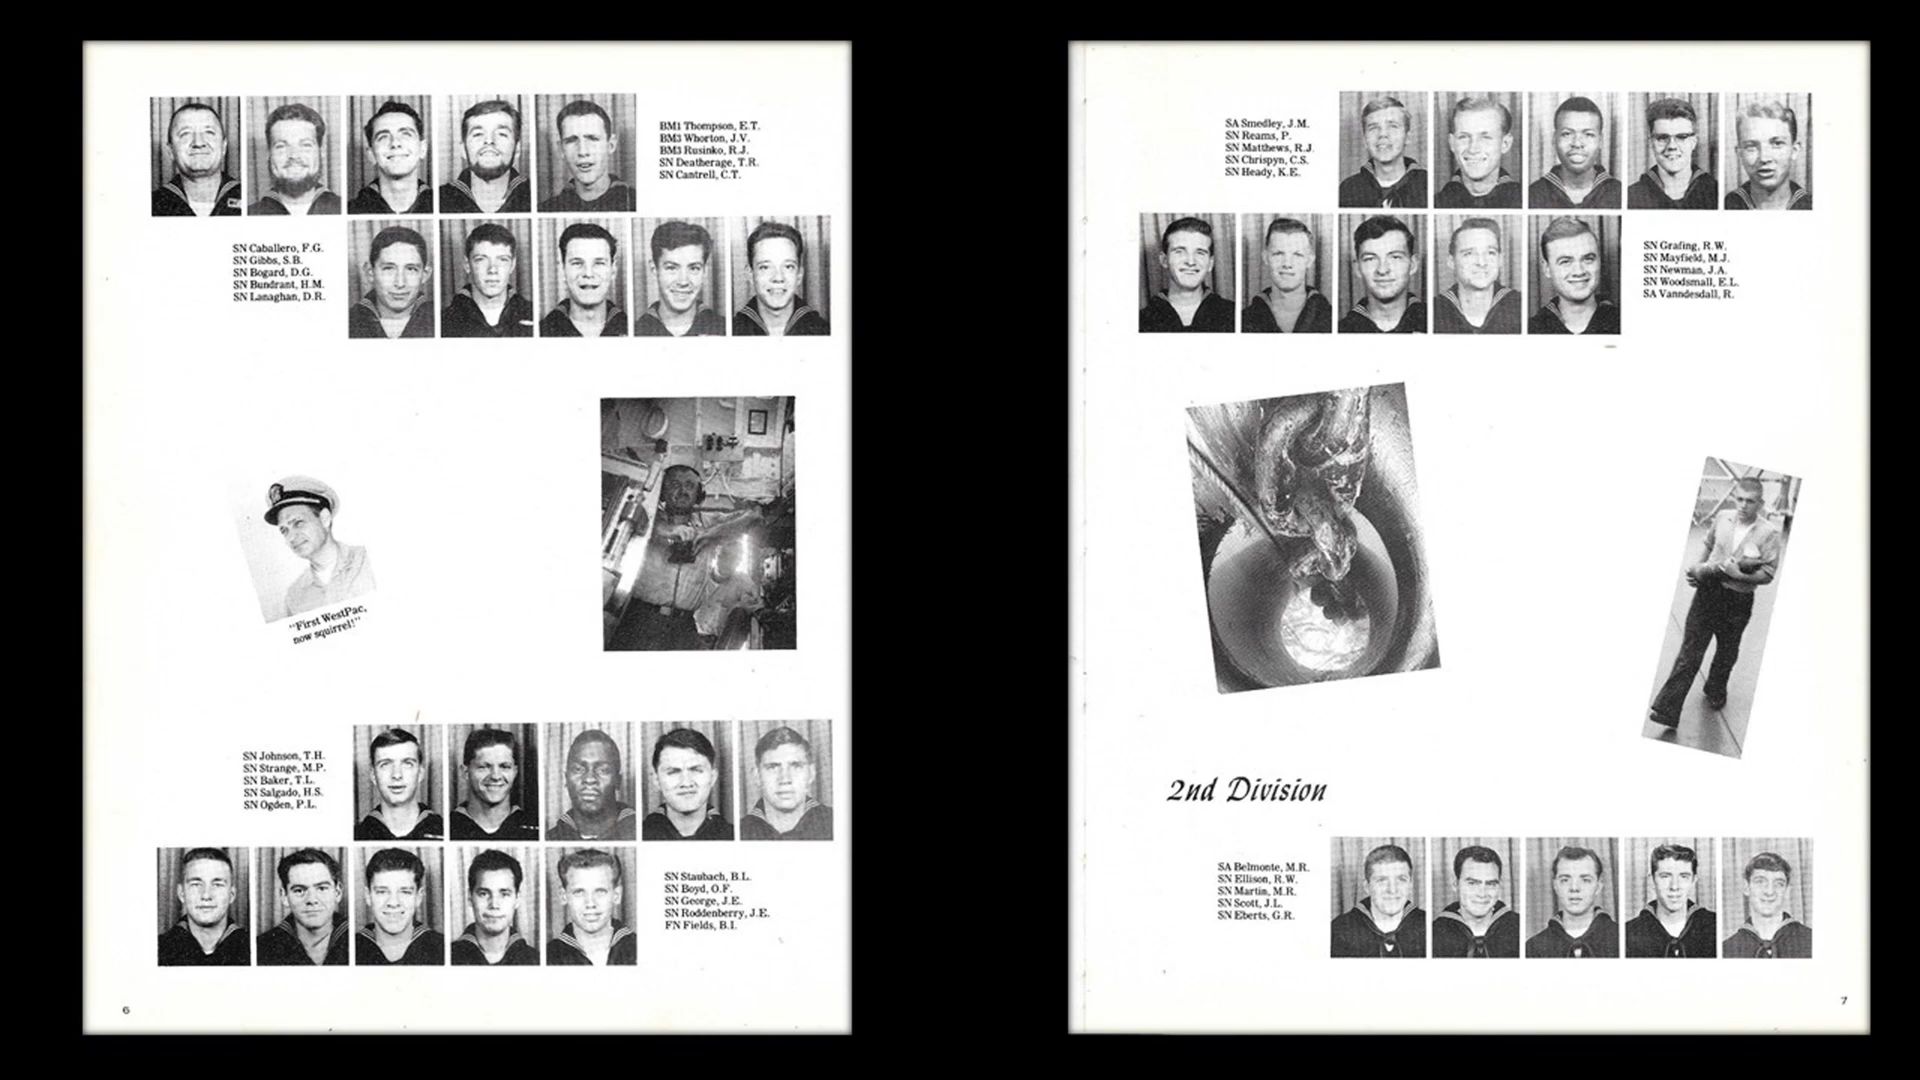 BM1 Thompson, E.T.
BM3 Whorton, J.V.
BM3 Rusinko, R.J.
SN Deatherage, T.R.
SN Cantrell, C.T.
SN Caballero, F.G.
SN Gibbs, S.B.
SN Bogard, D.G.
SN Bundrant, H.M.
SN Lanaghan, D.R.
"First WestPac,
now squirrel!"
SN Johnson, T.H.
SN Strange, M.P.
SN Baker, T.L.
SN Salgado, H.S.
SN Ogden, P.L.
SN Staubach, B.L.
SN Boyd, O.F.
SN George, J.E.
SN Roddenberry, J.E.
FN Fields, B.I.
6
SA Smedley, J.M.
SN Reams, P.
SN Matthews, R.J.
SN Chrispyn, C.S.
SN Heady, K.E.
SN Grafing, R.W.
SN Mayfield, M.J.
SN Newman, J.A.
SN Woodsmall, E.L.
SA Vanndesdall, R.
2nd Division
SA Belmonte, M.R.
SN Ellison, R.W.
SN Martin, M.R.
SN Scott, J.L.
SN Eberts, G.R.
7